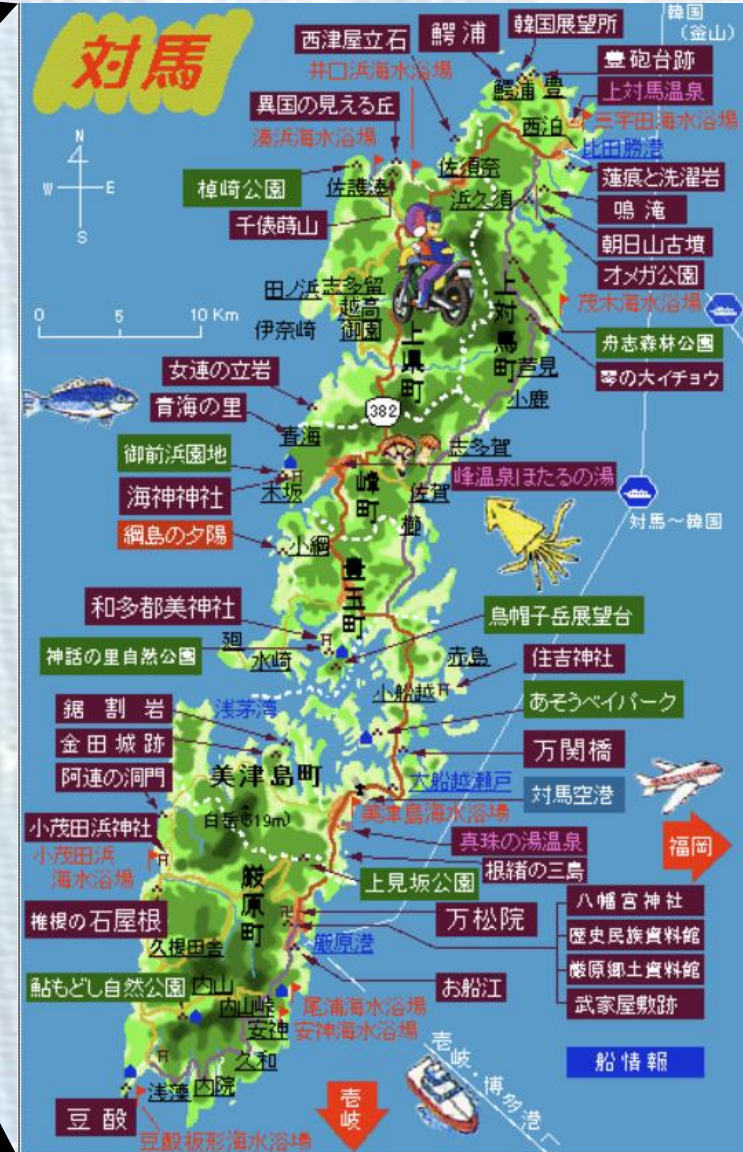 対馬
韓国
(釜山)
韓国展望所
鰐浦
西津屋立石
井口浜海水浴場
豊砲台跡
鰐浦
豊
上対馬温泉
異国の見える丘
湊浜海水浴場
西泊
三宇田海水浴場
比田勝港
N
W
E
S
棹崎公園
佐護湊
佐須奈
蓮痕と洗濯岩
千俵蒔山
浜久須
鳴滝
朝日山古墳
オメガ公園
田ノ浜
志多留
越高
茂木海水浴場
0
5
10 Km
伊奈崎
御園
上県町
上対馬町
舟志森林公園
女連の立岩
芦見
琴の大イチョウ
青海の里
382
小鹿
青海
御前浜園地
志多賀
海神神社
木坂
峰町
佐賀
峰温泉ほたるの湯
綱島の夕陽
小綱
櫛
対馬〜韓国
豊玉町
和多都美神社
烏帽子岳展望台
神話の里自然公園
廻
水崎
赤島
住吉神社
小船越
鋸割岩
浅茅湾
あそうベイパーク
金田城跡
万関橋
阿連の洞門
美津島町
大船越瀬戸
対馬空港
白岳(519m)
美津島海水浴場
小茂田浜神社
真珠の湯温泉
福岡
小茂田浜
海水浴場
根緒の三島
上見坂公園
厳原町
八幡宮神社
椎根の石屋根
万松院
歴史民族資料館
久根田舎
厳原港
厳原郷土資料館
鮎もどし自然公園
内山
お船江
武家屋敷跡
内山峠
尾浦海水浴場
安神
安神海水浴場
久和
船情報
壱岐・博多港へ
浅藻
内院
壱岐
豆酘
豆酘板形海水浴場